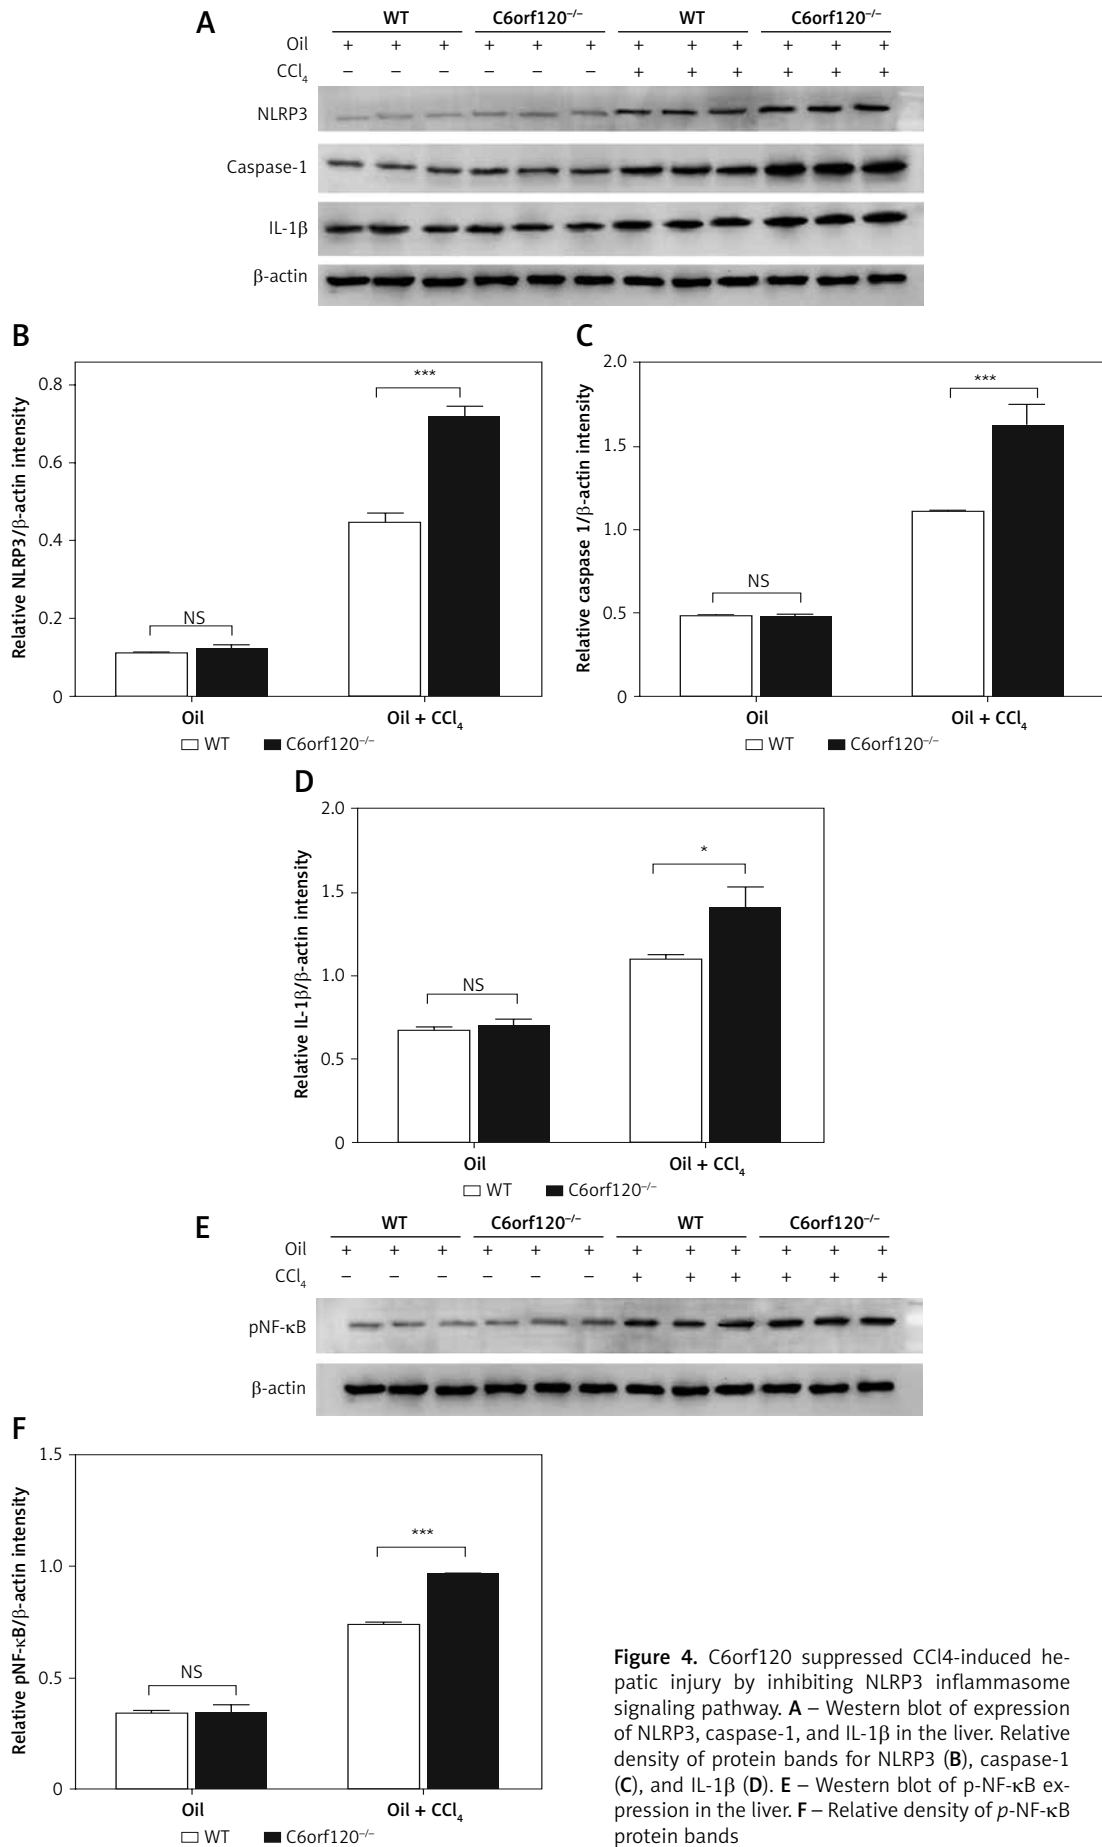 A
WT C6orf120⁻/⁻ WT C6orf120⁻/⁻
Oil + + + + + + + + + + + +
CCl₄ – – – – – – + + + + + +
NLRP3
Caspase-1
IL-1β
β-actin
B
Relative NLRP3/β-actin intensity
0.8
0.6
0.4
0.2
0
NS
***
Oil Oil + CCl₄
WT C6orf120⁻/⁻
C
Relative caspase 1/β-actin intensity
2.0
1.5
1.0
0.5
0
NS
***
Oil Oil + CCl₄
WT C6orf120⁻/⁻
D
Relative IL-1β/β-actin intensity
2.0
1.5
1.0
0.5
0
NS
*
Oil Oil + CCl₄
WT C6orf120⁻/⁻
E
WT C6orf120⁻/⁻ WT C6orf120⁻/⁻
Oil + + + + + + + + + + + +
CCl₄ – – – – – – + + + + + +
pNF-κB
β-actin
F
Relative pNF-κB/β-actin intensity
1.5
1.0
0.5
0
NS
***
Oil Oil + CCl₄
WT C6orf120⁻/⁻
Figure 4. C6orf120 suppressed CCl4-induced he-
patic injury by inhibiting NLRP3 inflammasome
signaling pathway. A – Western blot of expression
of NLRP3, caspase-1, and IL-1β in the liver. Relative
density of protein bands for NLRP3 (B), caspase-1
(C), and IL-1β (D). E – Western blot of p-NF-κB ex-
pression in the liver. F – Relative density of p-NF-κB
protein bands